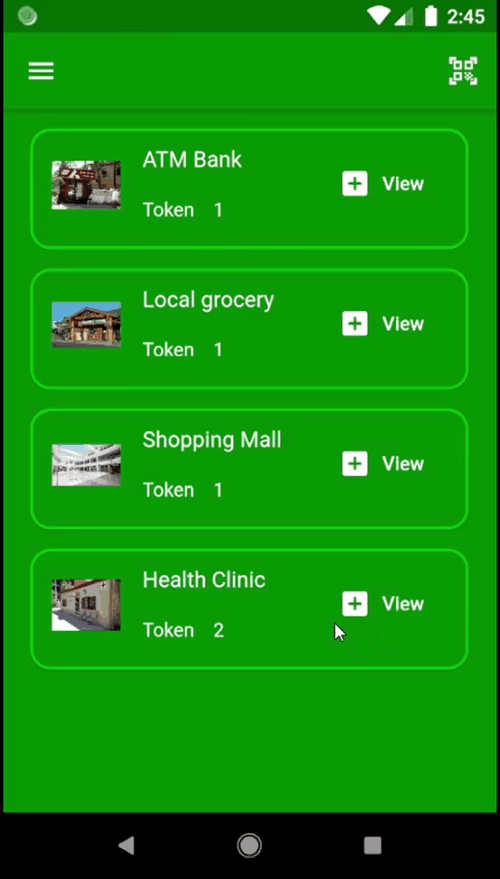 2:45
ATM Bank
View
Token 1
Local grocery
View
Token 1
Shopping Mall
View
Token 1
Health Clinic
View
Token 2